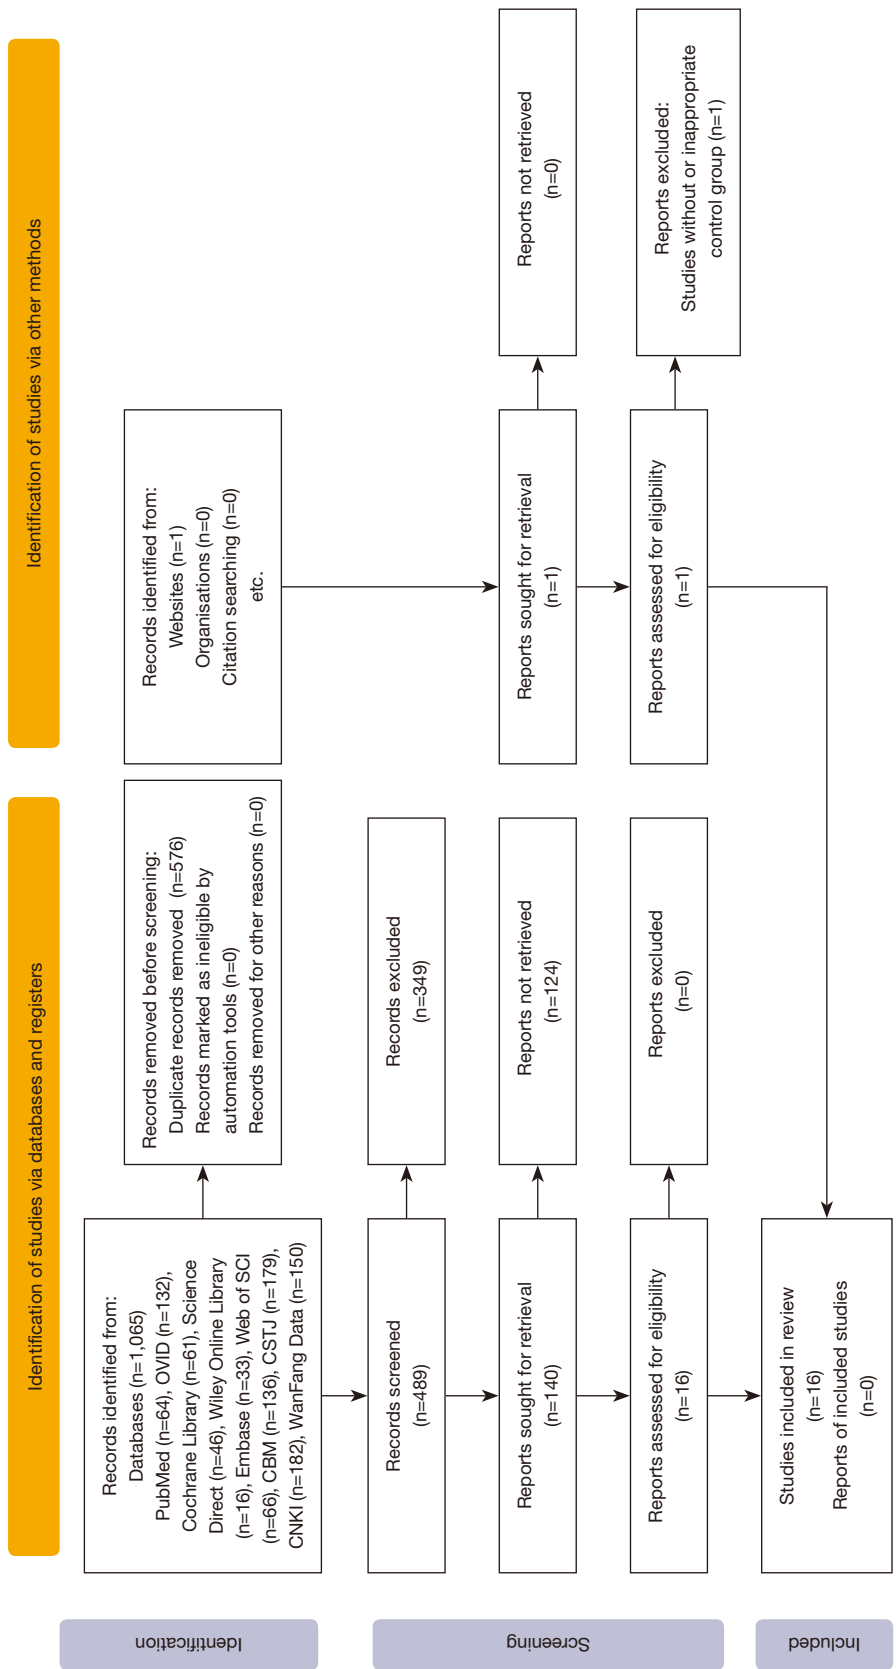 Identification of studies via databases and registers
Identification of studies via other methods
Identification
Records identified from:
Databases (n=1,065)
PubMed (n=64), OVID (n=132),
Cochrane Library (n=61), Science
Direct (n=46), Wiley Online Library
(n=16), Embase (n=33), Web of SCI
(n=66), CBM (n=136), CSTJ (n=179),
CNKI (n=182), WanFang Data (n=150)
Records removed before screening:
Duplicate records removed (n=576)
Records marked as ineligible by
automation tools (n=0)
Records removed for other reasons (n=0)
Records identified from:
Websites (n=1)
Organisations (n=0)
Citation searching (n=0)
etc.
Screening
Records screened
(n=489)
Records excluded
(n=349)
Reports sought for retrieval
(n=140)
Reports not retrieved
(n=124)
Reports sought for retrieval
(n=1)
Reports not retrieved
(n=0)
Reports assessed for eligibility
(n=16)
Reports excluded
(n=0)
Reports assessed for eligibility
(n=1)
Reports excluded:
Studies without or inappropriate
control group (n=1)
Included
Studies included in review
(n=16)
Reports of included studies
(n=0)